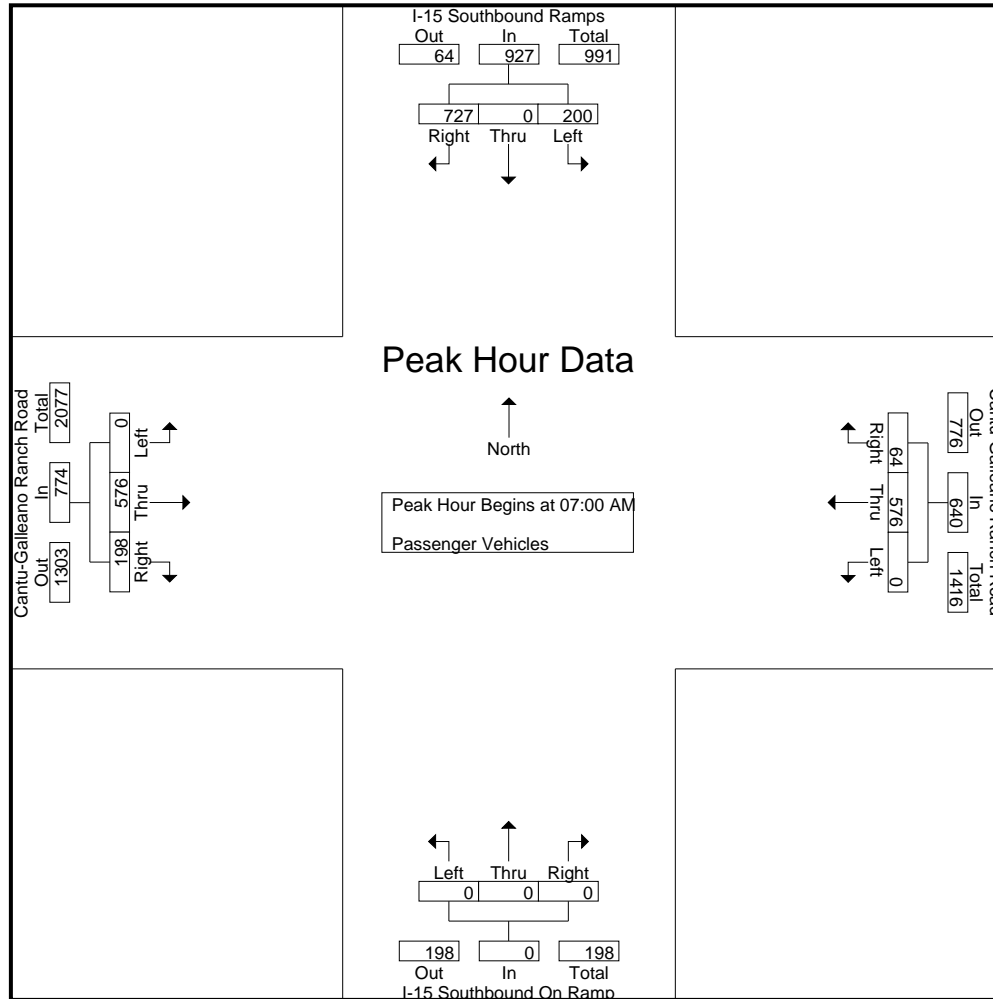 I-15 Southbound Ramps
Out In Total
64 927 991
727 0 200
Right Thru Left
Peak Hour Data
North
Peak Hour Begins at 07:00 AM
Passenger Vehicles
Cantu-Galleano Ranch Road
Out In Total
1303 774 2077
198 576 0
Right Thru Left
Out In Total
776 640 1416
64 576 0
Right Thru Left
Left Thru Right
0 0 0
198 0 198
Out In Total
I-15 Southbound On Ramp